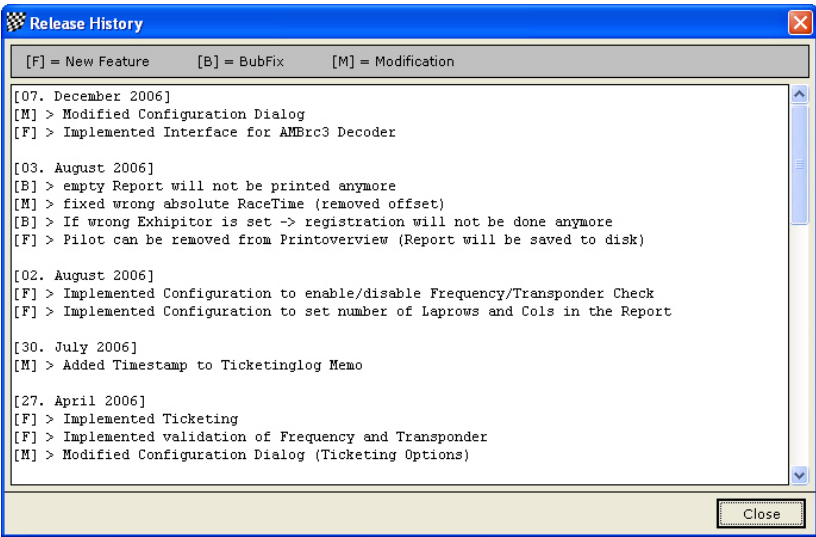 Release History
[F] = New Feature [B] = BubFix [M] = Modification
[07. December 2006]
[M] > Modified Configuration Dialog
[F] > Implemented Interface for AMBrc3 Decoder
[03. August 2006]
[B] > empty Report will not be printed anymore
[M] > fixed wrong absolute RaceTime (removed offset)
[B] > If wrong Exhipitor is set -> registration will not be done anymore
[F] > Pilot can be removed from Printoverview (Report will be saved to disk)
[02. August 2006]
[F] > Implemented Configuration to enable/disable Frequency/Transponder Check
[F] > Implemented Configuration to set number of Laprows and Cols in the Report
[30. July 2006]
[M] > Added Timestamp to Ticketinglog Memo
[27. April 2006]
[F] > Implemented Ticketing
[F] > Implemented validation of Frequency and Transponder
[M] > Modified Configuration Dialog (Ticketing Options)
Close